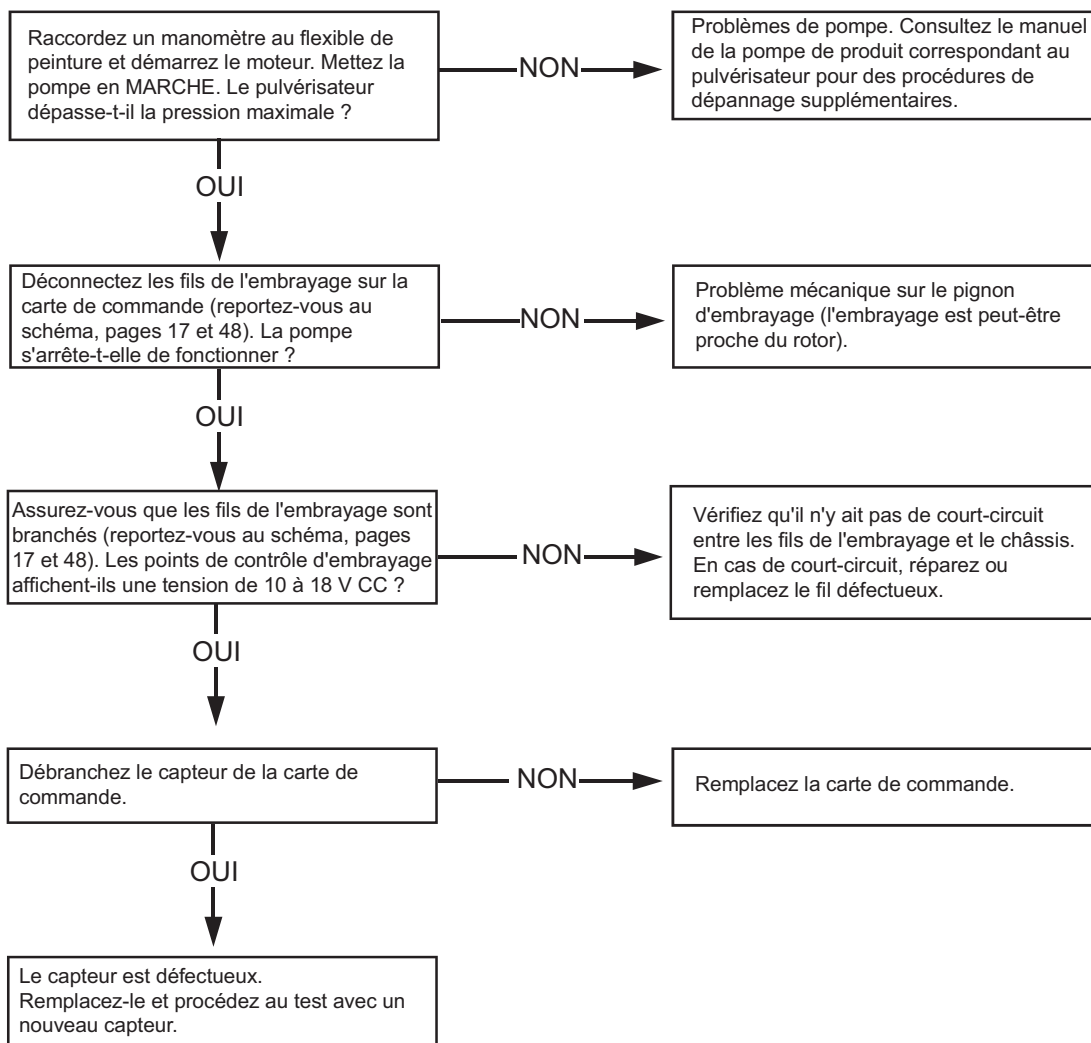 Raccordez un manomètre au flexible de
peinture et démarrez le moteur. Mettez la
pompe en MARCHE. Le pulvérisateur
dépasse-t-il la pression maximale ?
NON
Problèmes de pompe. Consultez le manuel
de la pompe de produit correspondant au
pulvérisateur pour des procédures de
dépannage supplémentaires.
OUI
Déconnectez les fils de l'embrayage sur la
carte de commande (reportez-vous au
schéma, pages 17 et 48). La pompe
s'arrête-t-elle de fonctionner ?
NON
Problème mécanique sur le pignon
d'embrayage (l'embrayage est peut-être
proche du rotor).
OUI
Assurez-vous que les fils de l'embrayage sont
branchés (reportez-vous au schéma, pages
17 et 48). Les points de contrôle d'embrayage
affichent-ils une tension de 10 à 18 V CC ?
NON
Vérifiez qu'il n'y ait pas de court-circuit
entre les fils de l'embrayage et le châssis.
En cas de court-circuit, réparez ou
remplacez le fil défectueux.
OUI
Débranchez le capteur de la carte de
commande.
NON
Remplacez la carte de commande.
OUI
Le capteur est défectueux.
Remplacez-le et procédez au test avec un
nouveau capteur.